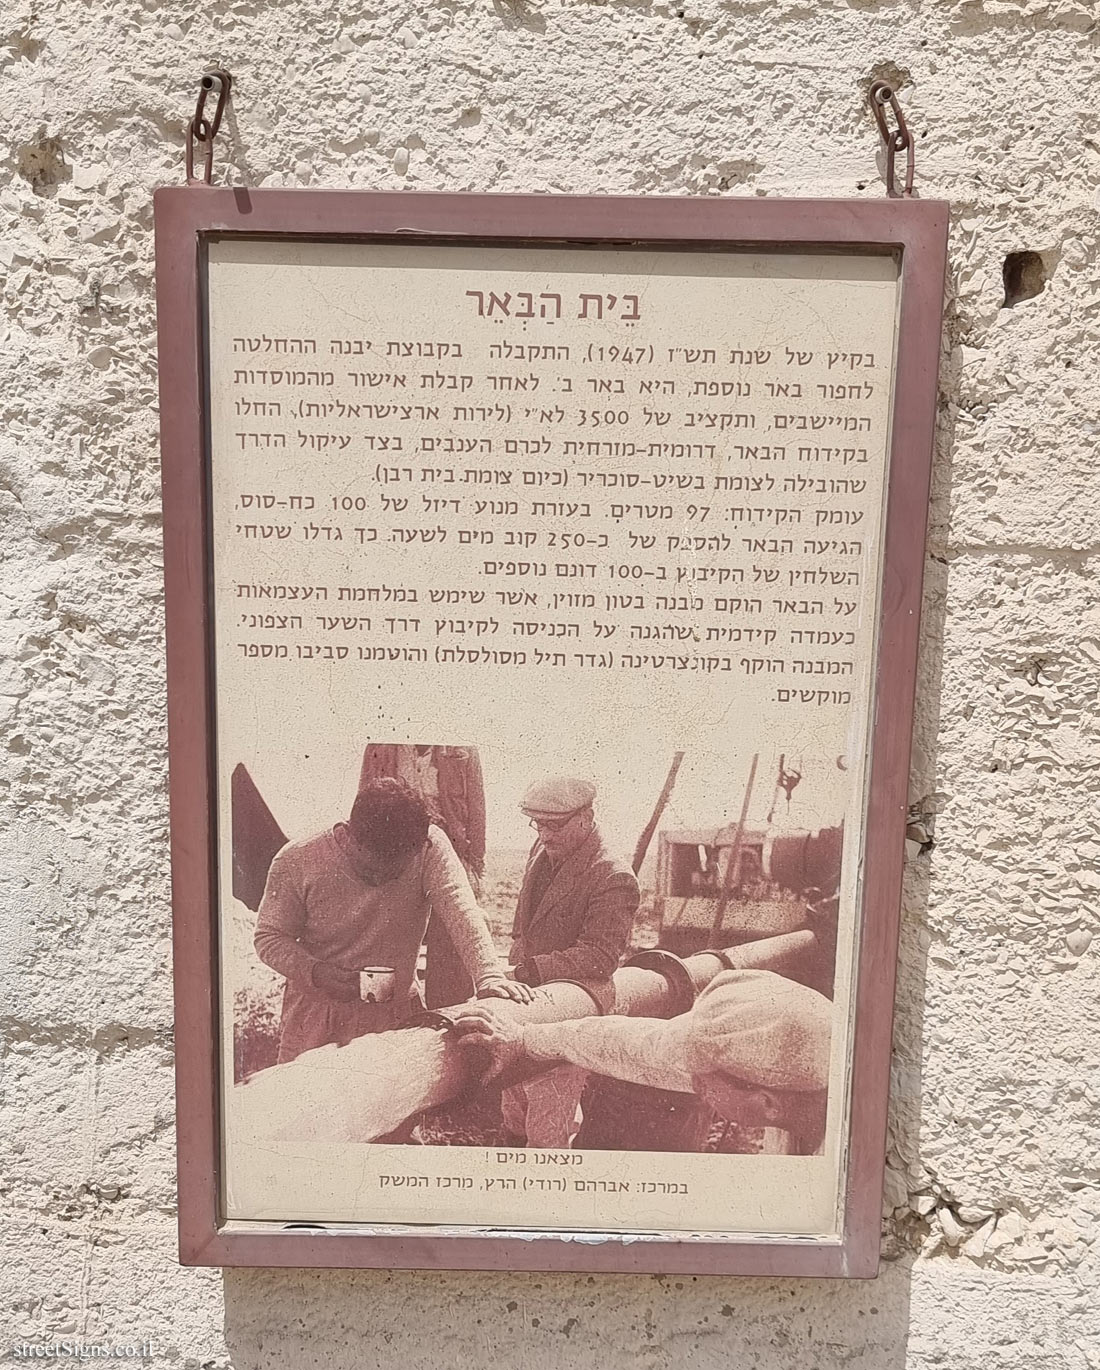 בֵּית הַבְּאֵר
בקיץ של שנת תש״ז (1947), התקבלה בקבוצת יבנה ההחלטה
לחפור באר נוספת, היא באר ב׳. לאחר קבלת אישור מהמוסדות
המיישבים, ותקציב של 3500 לא״י (לירות ארצישראליות), החלו
בקידוח הבאר, דרומית-מזרחית לכרם הענבים, בצד עיקול הדרך
שהובילה לצומת בשיט-סוכריר (כיום צומת בית רבן).
עומק הקידוח: 97 מטרים. בעזרת מנוע דיזל של 100 כח-סוס,
הגיעה הבאר להספק של כ-250 קוב מים לשעה. כך גדלו שטחי
השלחין של הקיבוץ ב-100 דונם נוספים.
על הבאר הוקם מבנה בטון מזוין, אשר שימש במלחמת העצמאות
כעמדה קידמית שהגנה על הכניסה לקיבוץ דרך השער הצפוני.
המבנה הוקף בקונצרטינה (גדר תיל מסולסלת) והוטמנו סביבו מספר
מוקשים.
מצאנו מים !
במרכז: אברהם (רודי) הרץ, מרכז המשק
streetSigns.co.il